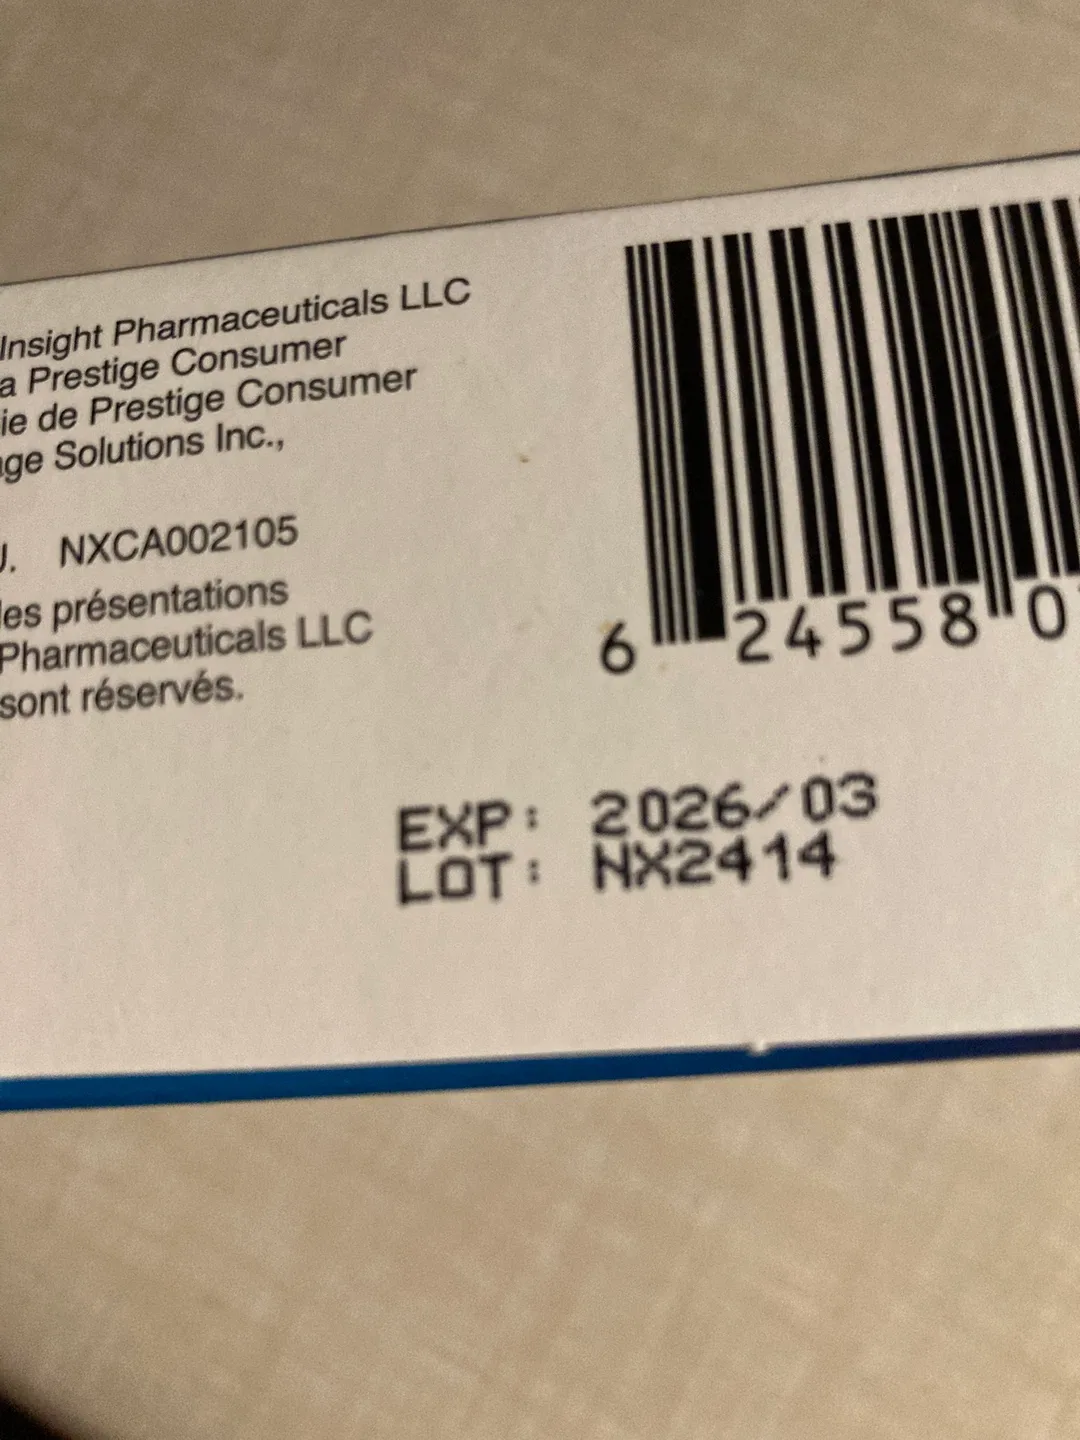 Insight Pharmaceuticals LLC
a Prestige Consumer
ie de Prestige Consumer
ge Solutions Inc.,
NXCA002105
les présentations
Pharmaceuticals LLC
sont réservés.
6 24558 0
EXP: 2026/03
LOT: NX2414